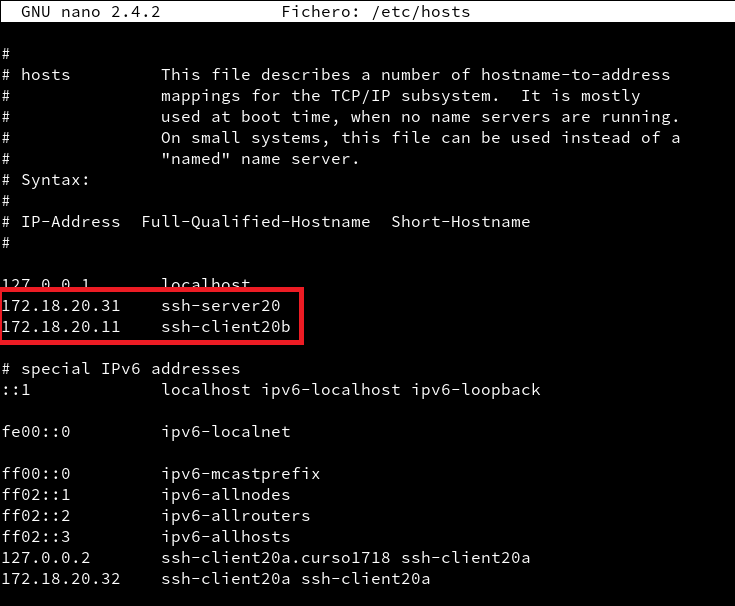 GNU nano 2.4.2 Fichero: /etc/hosts
#
# hosts This file describes a number of hostname-to-address
# mappings for the TCP/IP subsystem. It is mostly
# used at boot time, when no name servers are running.
# On small systems, this file can be used instead of a
# "named" name server.
# Syntax:
#
# IP-Address Full-Qualified-Hostname Short-Hostname
#
127.0.0.1 localhost
172.18.20.31 ssh-server20
172.18.20.11 ssh-client20b
# special IPv6 addresses
::1 localhost ipv6-localhost ipv6-loopback
fe00::0 ipv6-localnet
ff00::0 ipv6-mcastprefix
ff02::1 ipv6-allnodes
ff02::2 ipv6-allrouters
ff02::3 ipv6-allhosts
127.0.0.2 ssh-client20a.curso1718 ssh-client20a
172.18.20.32 ssh-client20a ssh-client20a